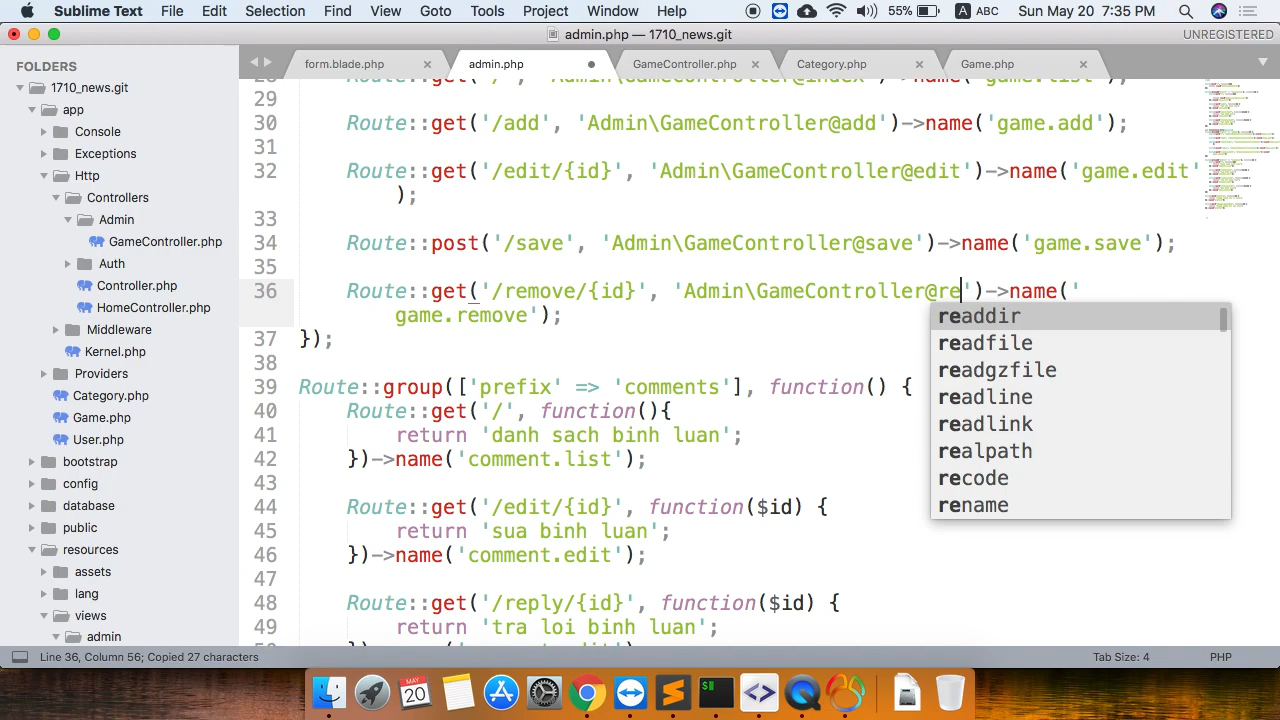 Sublime Text File Edit Selection Find View Goto Tools Project Window Help 55% A ABC Sun May 20 7:35 PM
admin.php — 1710_news.git UNREGISTERED
FOLDERS
1710_news.git
app
Console
Exceptions
Http
Controllers
Admin
GameController.php
Auth
Controller.php
HomeController.php
Middleware
Kernel.php
Providers
Category.php
Game.php
User.php
bootstrap
config
database
public
resources
assets
lang
views
admin
form.blade.php admin.php GameController.php Category.php Game.php
28 Route::get('/', 'Admin\GameController@index')->name('game.list');
29
30 Route::get('/add', 'Admin\GameController@add')->name('game.add');
31
32 Route::get('/edit/{id}', 'Admin\GameController@edit')->name('game.edit'
);
33
34 Route::post('/save', 'Admin\GameController@save')->name('game.save');
35
36 Route::get('/remove/{id}', 'Admin\GameController@re')->name('
game.remove');
37 });
38
39 Route::group(['prefix' => 'comments'], function() {
40 Route::get('/', function(){
41 return 'danh sach binh luan';
42 })->name('comment.list');
43
44 Route::get('/edit/{id}', function($id) {
45 return 'sua binh luan';
46 })->name('comment.edit');
47
48 Route::get('/reply/{id}', function($id) {
49 return 'tra loi binh luan';
readdir
readfile
readgzfile
readline
readlink
realpath
recode
rename
Line 36, Column 56; Copied 27 characters Tab Size: 4 PHP
MAY
20